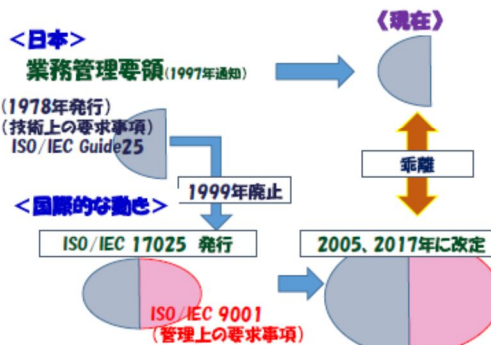 <日本>
《現在》
業務管理要領(1997年通知)
(1978年発行)
(技術上の要求事項)
ISO/IEC Guide25
乖離
1999年廃止
<国際的な動き>
ISO/IEC 17025 発行
2005、2017年に改定
ISO/IEC 9001
(管理上の要求事項)